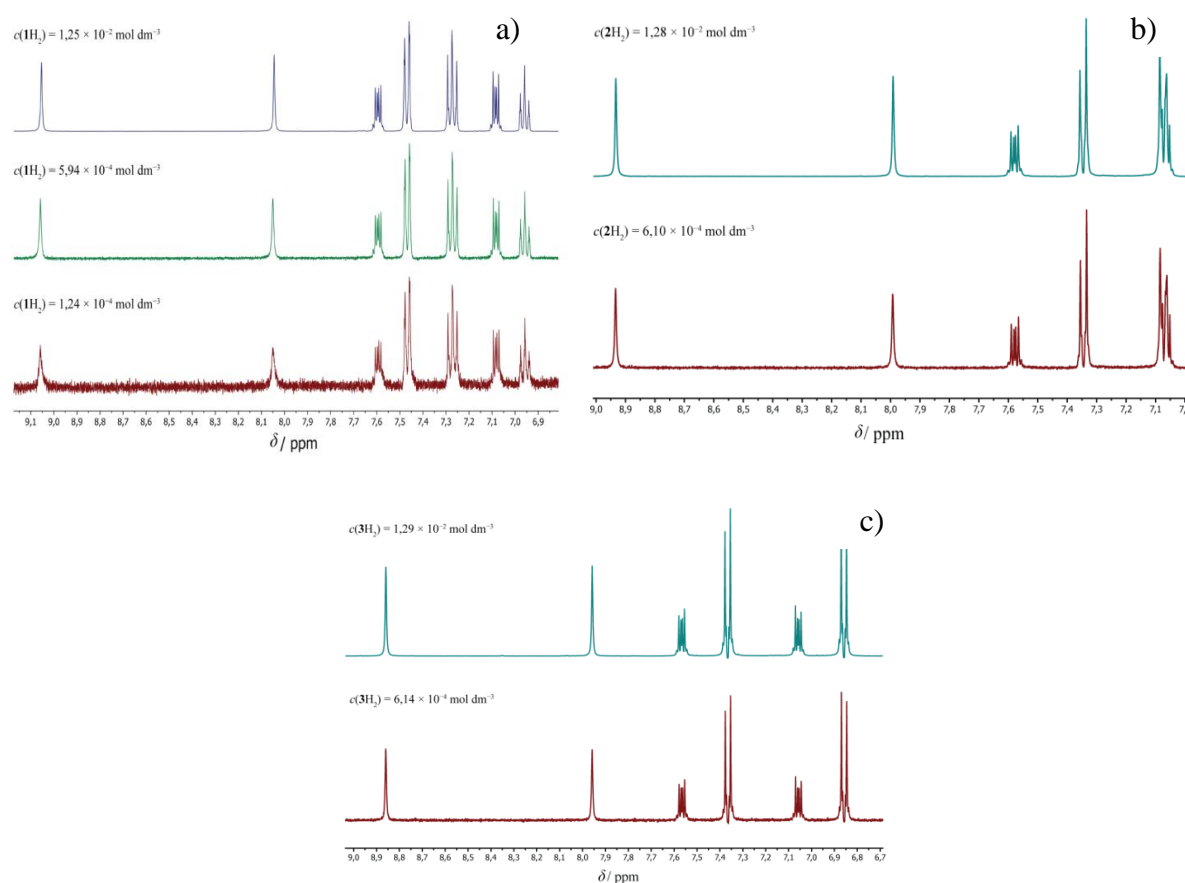 a)
c(1H₂) = 1,25 × 10⁻² mol dm⁻³
c(1H₂) = 5,94 × 10⁻⁴ mol dm⁻³
c(1H₂) = 1,24 × 10⁻⁴ mol dm⁻³
9,1 9,0 8,9 8,8 8,7 8,6 8,5 8,4 8,3 8,2 8,1 8,0 7,9 7,8 7,7 7,6 7,5 7,4 7,3 7,2 7,1 7,0 6,9
δ / ppm
b)
c(2H₂) = 1,28 × 10⁻² mol dm⁻³
c(2H₂) = 6,10 × 10⁻⁴ mol dm⁻³
9,0 8,9 8,8 8,7 8,6 8,5 8,4 8,3 8,2 8,1 8,0 7,9 7,8 7,7 7,6 7,5 7,4 7,3 7,2 7,1 7,0
δ/ ppm
c)
c(3H₂) = 1,29 × 10⁻² mol dm⁻³
c(3H₂) = 6,14 × 10⁻⁴ mol dm⁻³
9,0 8,9 8,8 8,7 8,6 8,5 8,4 8,3 8,2 8,1 8,0 7,9 7,8 7,7 7,6 7,5 7,4 7,3 7,2 7,1 7,0 6,9 6,8 6,7
δ/ ppm